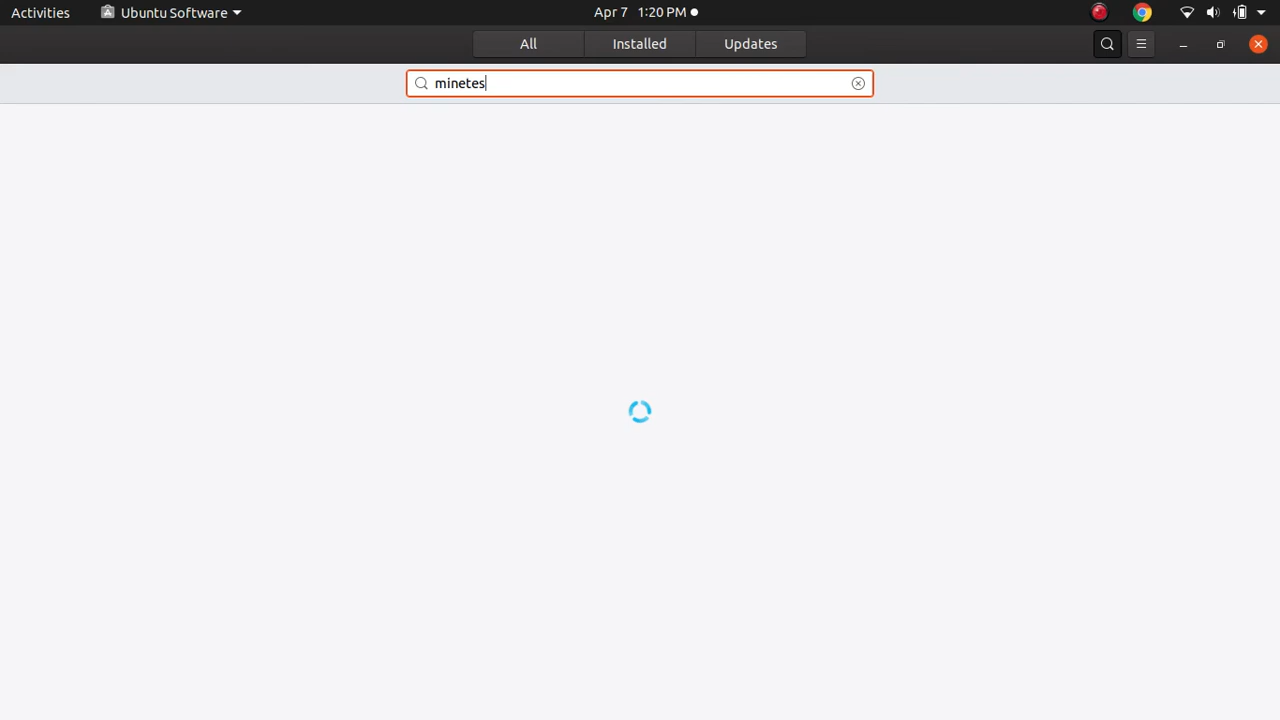 Activities Ubuntu Software Apr 7 1:20 PM
All Installed Updates
minetes